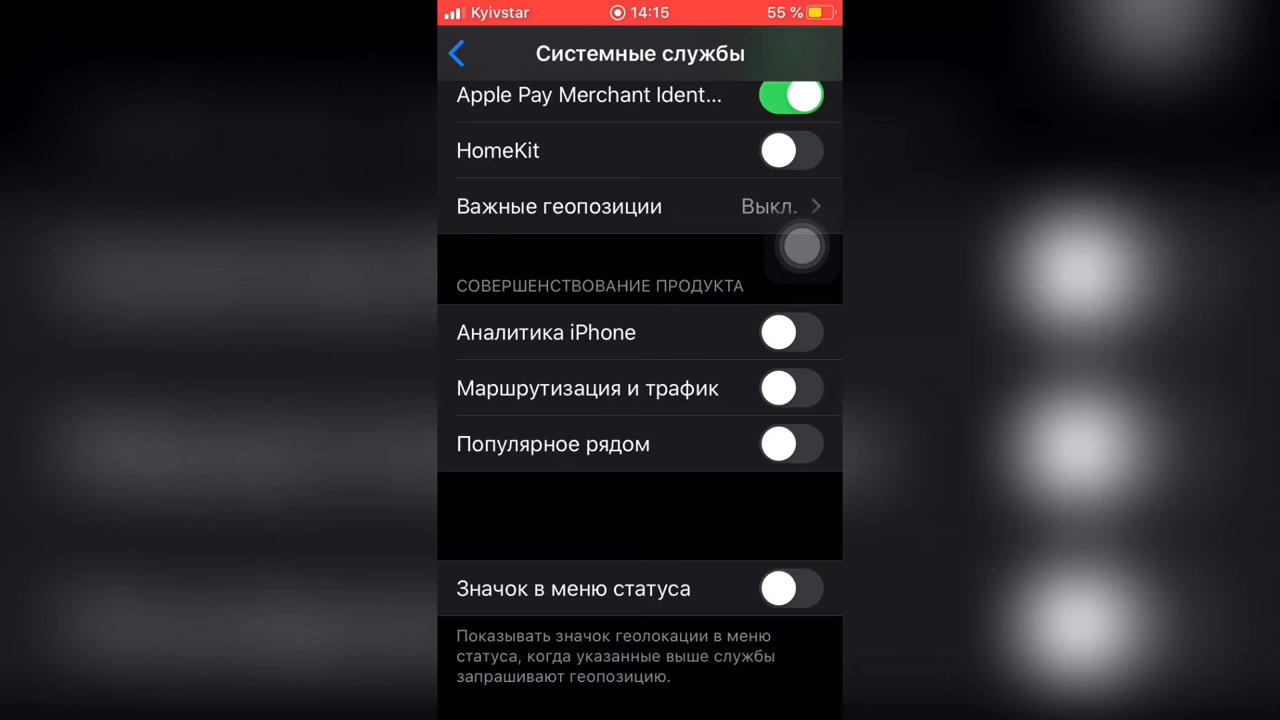 Kyivstar 14:15 55 %
Системные службы
Apple Pay Merchant Ident...
HomeKit
Важные геопозиции Выкл.
СОВЕРШЕНСТВОВАНИЕ ПРОДУКТА
Аналитика iPhone
Маршрутизация и трафик
Популярное рядом
Значок в меню статуса
Показывать значок геолокации в меню
статуса, когда указанные выше службы
запрашивают геопозицию.